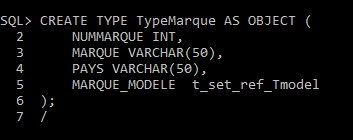 SQL> CREATE TYPE TypeMarque AS OBJECT (
  2      NUMMARQUE INT,
  3      MARQUE VARCHAR(50),
  4      PAYS VARCHAR(50),
  5      MARQUE_MODELE  t_set_ref_Tmodel
  6  );
  7  /